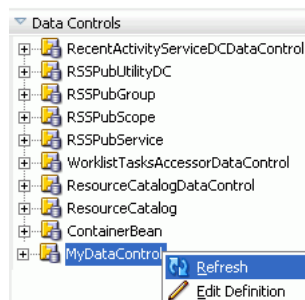 Data Controls
RecentActivityServiceDCDataControl
RSSPubUtilityDC
RSSPubGroup
RSSPubScope
RSSPubService
WorklistTasksAccessorDataControl
ResourceCatalogDataControl
ResourceCatalog
ContainerBean
MyDataControl
Refresh
Edit Definition